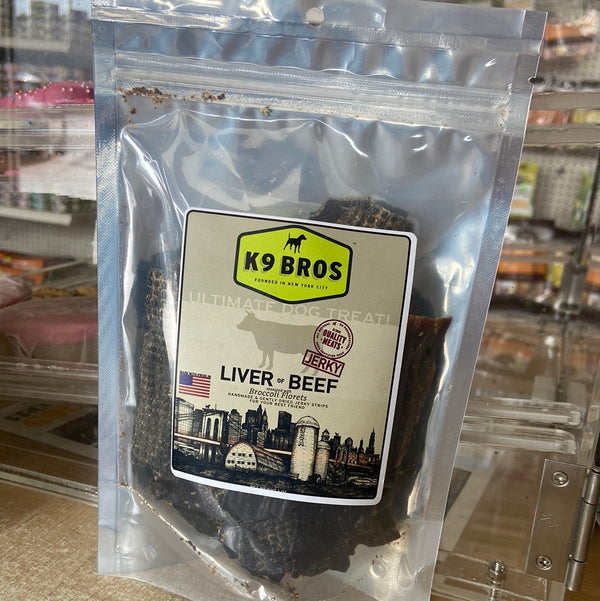 K9 BROS
FOUNDED IN NEW YORK CITY
ULTIMATE DOG TREAT!
QUALITY
MEATS
JERKY
LIVER OF BEEF
Broccoli Florets
HANDMADE & GENTLY DRIED JERKY STRIPS
FOR YOUR BEST FRIEND